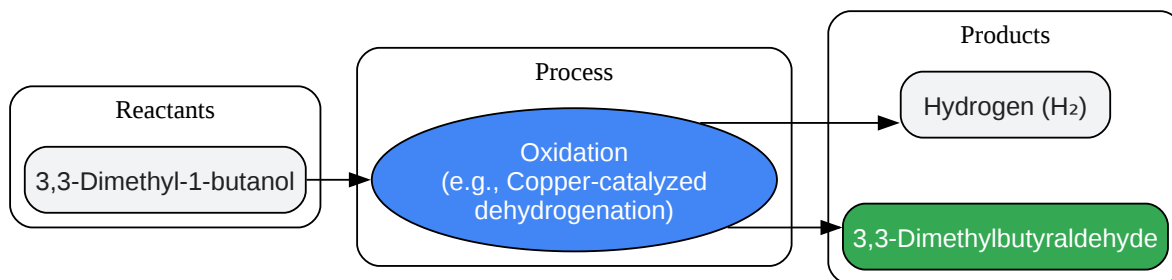 Reactants
3,3-Dimethyl-1-butanol
Process
Oxidation
(e.g., Copper-catalyzed
dehydrogenation)
Products
Hydrogen (H₂)
3,3-Dimethylbutyraldehyde